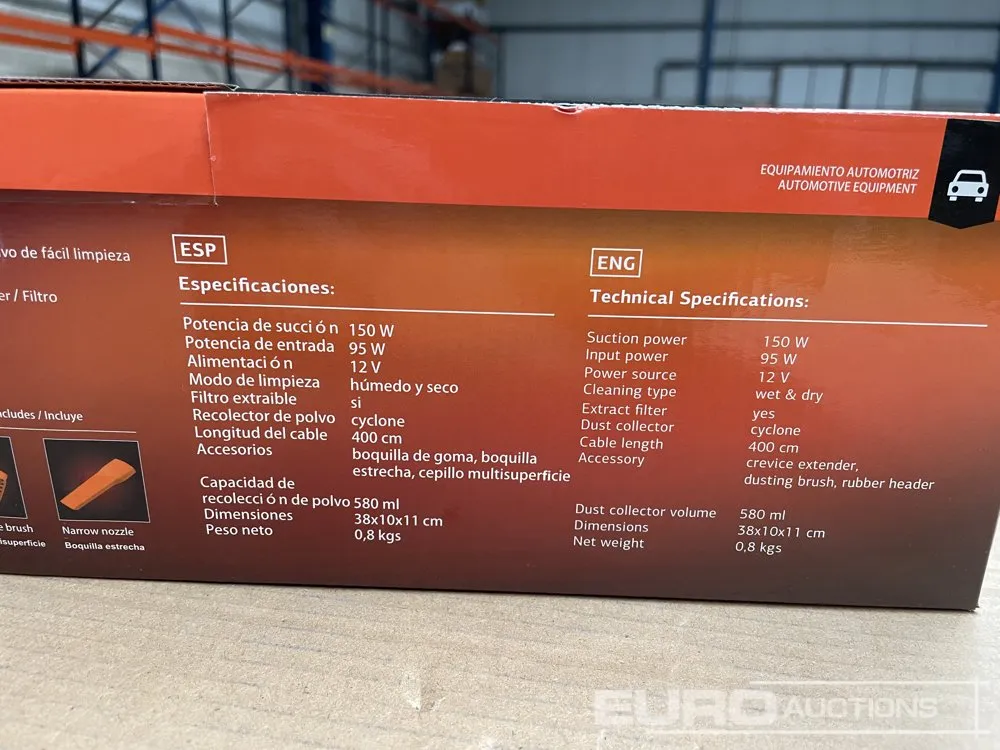 EQUIPAMIENTO AUTOMOTRIZ
AUTOMOTIVE EQUIPMENT
de fácil limpieza
/ Filtro
/ Incluye
brush
Narrow nozzle
Boquilla estrecha
ESP
Especificaciones:
Potencia de succi ó n 150 W
Potencia de entrada 95 W
Alimentaci ó n 12 V
Modo de limpieza húmedo y seco
Filtro extraible si
Recolector de polvo cyclone
Longitud del cable 400 cm
Accesorios boquilla de goma, boquilla
estrecha, cepillo multisuperficie
Capacidad de
recolecci ó n de polvo 580 ml
Dimensiones 38x10x11 cm
Peso neto 0,8 kgs
ENG
Technical Specifications:
Suction power 150 W
Input power 95 W
Power source 12 V
Cleaning type wet & dry
Extract filter yes
Dust collector cyclone
Cable length 400 cm
Accessory crevice extender,
dusting brush, rubber header
Dust collector volume 580 ml
Dimensions 38x10x11 cm
Net weight 0,8 kgs
EURO AUCTIONS